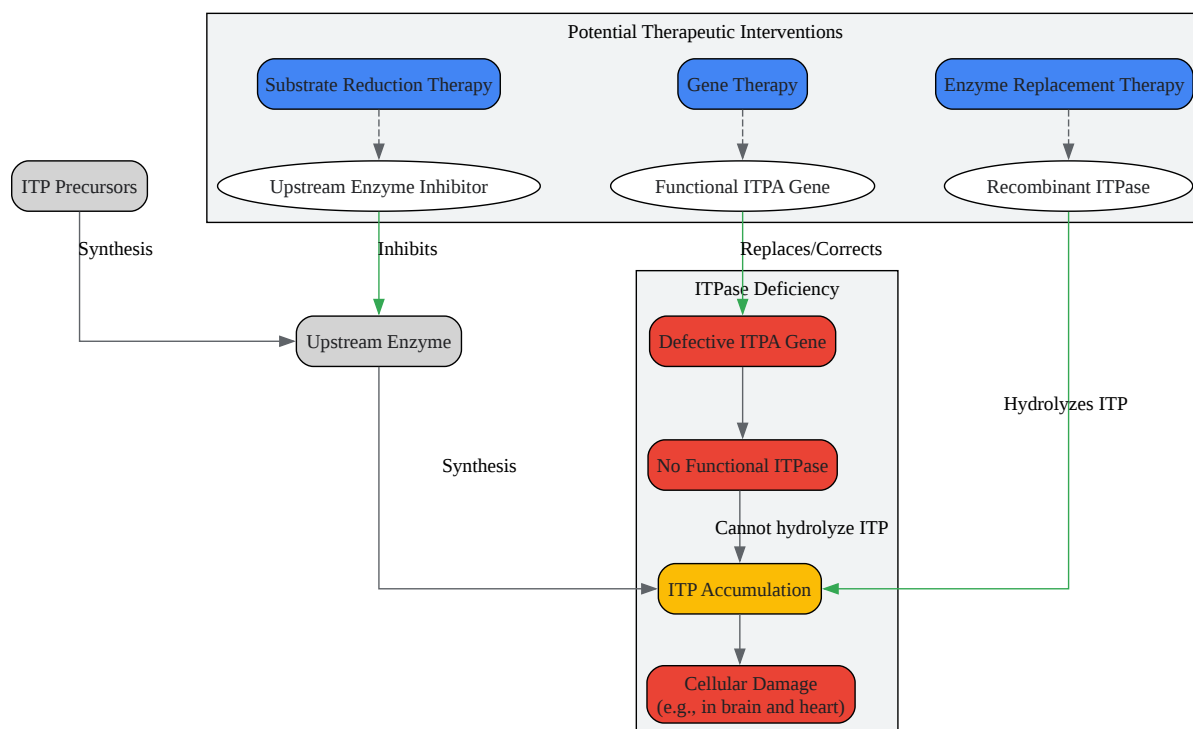 Potential Therapeutic Interventions
Substrate Reduction Therapy
Gene Therapy
Enzyme Replacement Therapy
ITP Precursors
Upstream Enzyme Inhibitor
Functional ITPA Gene
Recombinant ITPase
Synthesis
Inhibits
Replaces/Corrects
ITPase Deficiency
Upstream Enzyme
Defective ITPA Gene
Hydrolyzes ITP
Synthesis
No Functional ITPase
Cannot hydrolyze ITP
ITP Accumulation
Cellular Damage
(e.g., in brain and heart)